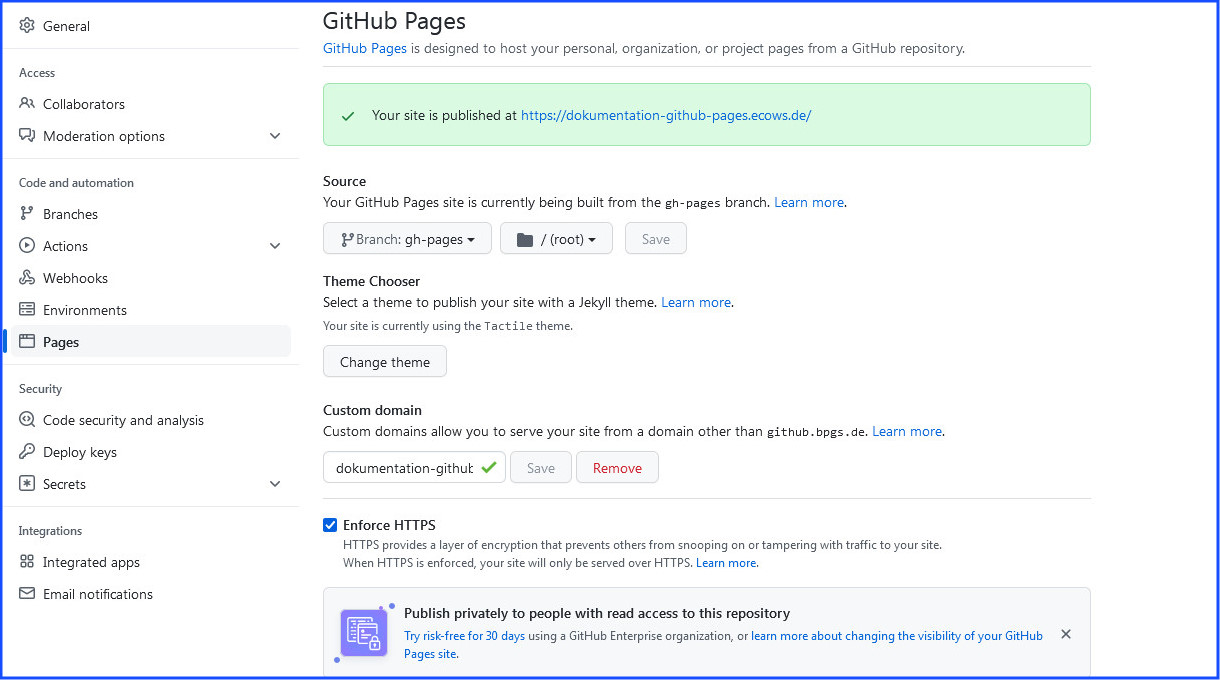 General
Access
Collaborators
Moderation options
Code and automation
Branches
Actions
Webhooks
Environments
Pages
Security
Code security and analysis
Deploy keys
Secrets
Integrations
Integrated apps
Email notifications
GitHub Pages
GitHub Pages is designed to host your personal, organization, or project pages from a GitHub repository.
Your site is published at https://dokumentation-github-pages.ecows.de/
Source
Your GitHub Pages site is currently being built from the gh-pages branch. Learn more.
Branch: gh-pages / (root) Save
Theme Chooser
Select a theme to publish your site with a Jekyll theme. Learn more.
Your site is currently using the Tactile theme.
Change theme
Custom domain
Custom domains allow you to serve your site from a domain other than github.bpgs.de. Learn more.
dokumentation-github Save Remove
Enforce HTTPS
HTTPS provides a layer of encryption that prevents others from snooping on or tampering with traffic to your site.
When HTTPS is enforced, your site will only be served over HTTPS. Learn more.
Publish privately to people with read access to this repository
Try risk-free for 30 days using a GitHub Enterprise organization, or learn more about changing the visibility of your GitHub
Pages site.